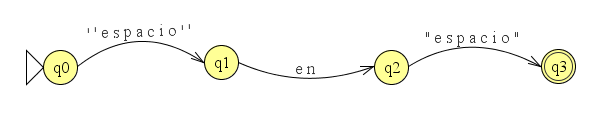 ''espacio''
"espacio"
q0
q1
en
q2
q3